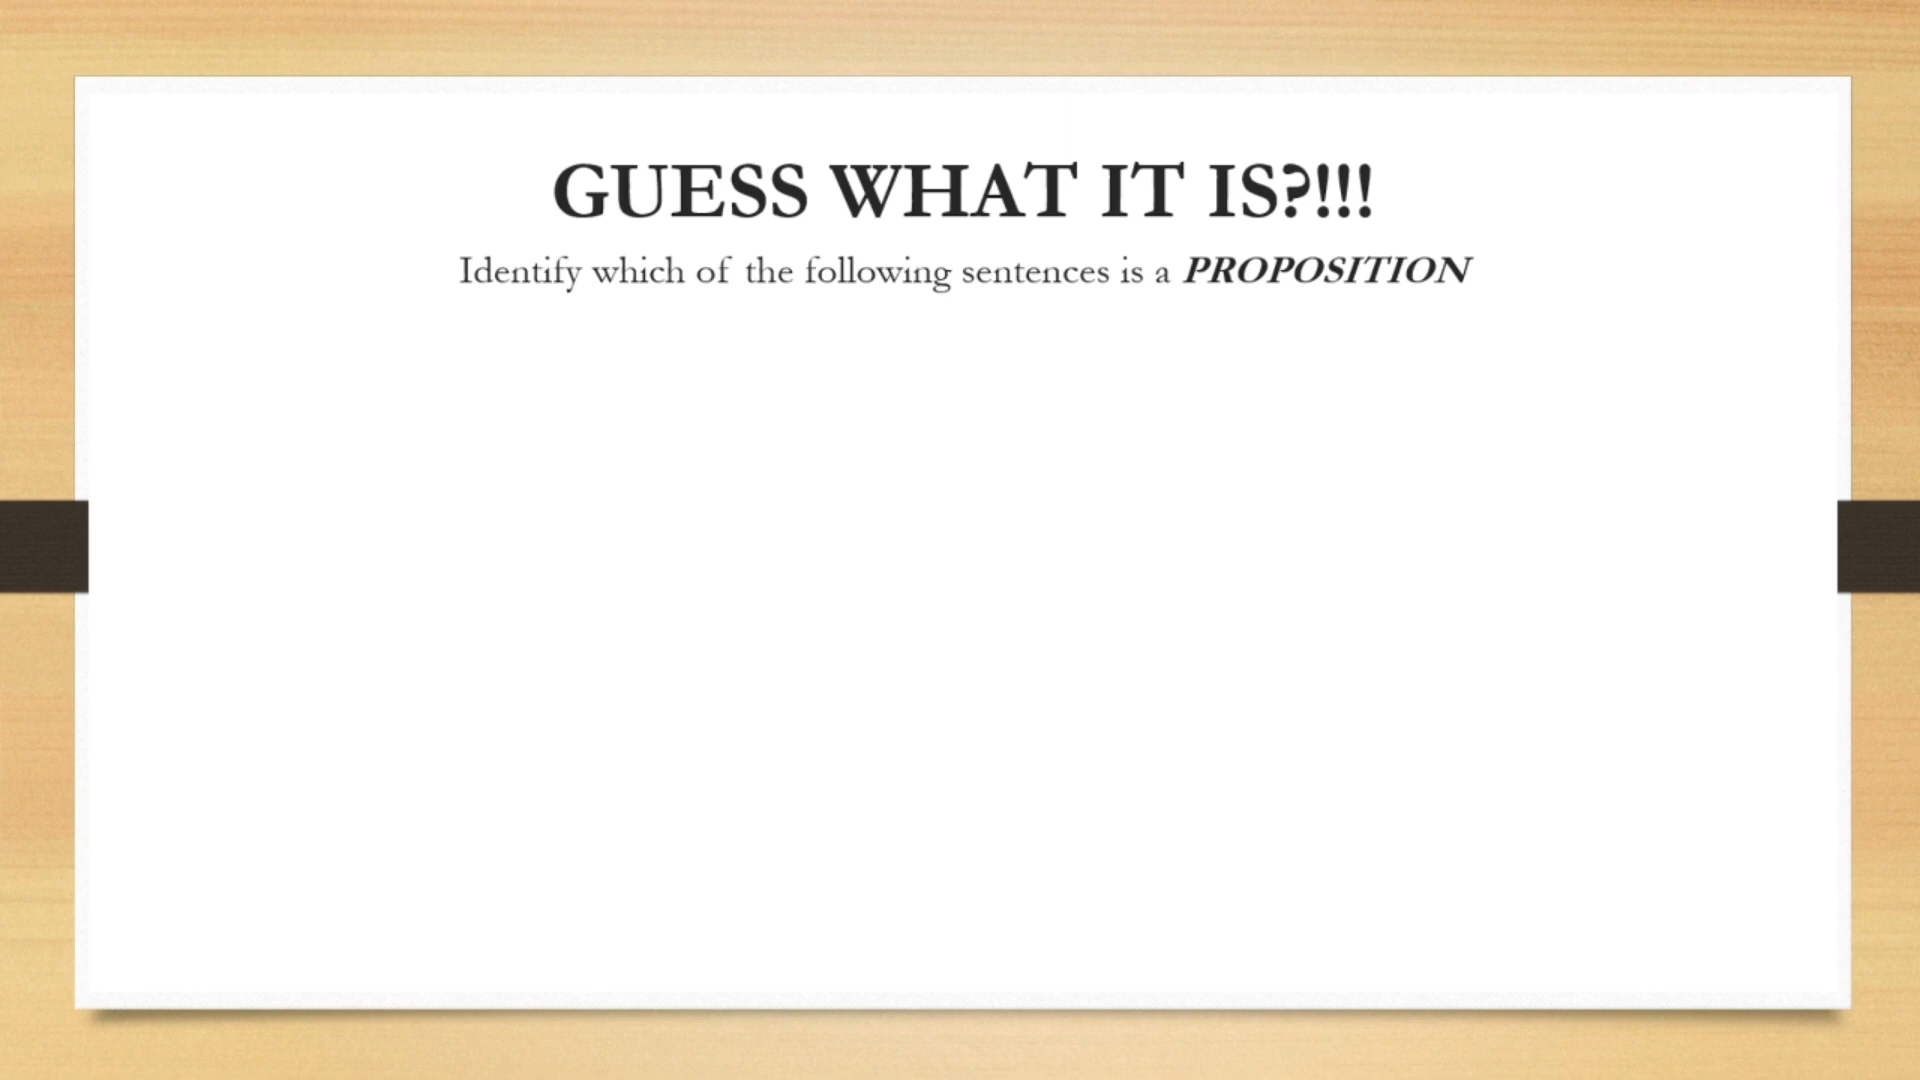 GUESS WHAT IT IS?!!!
Identify which of the following sentences is a PROPOSITION